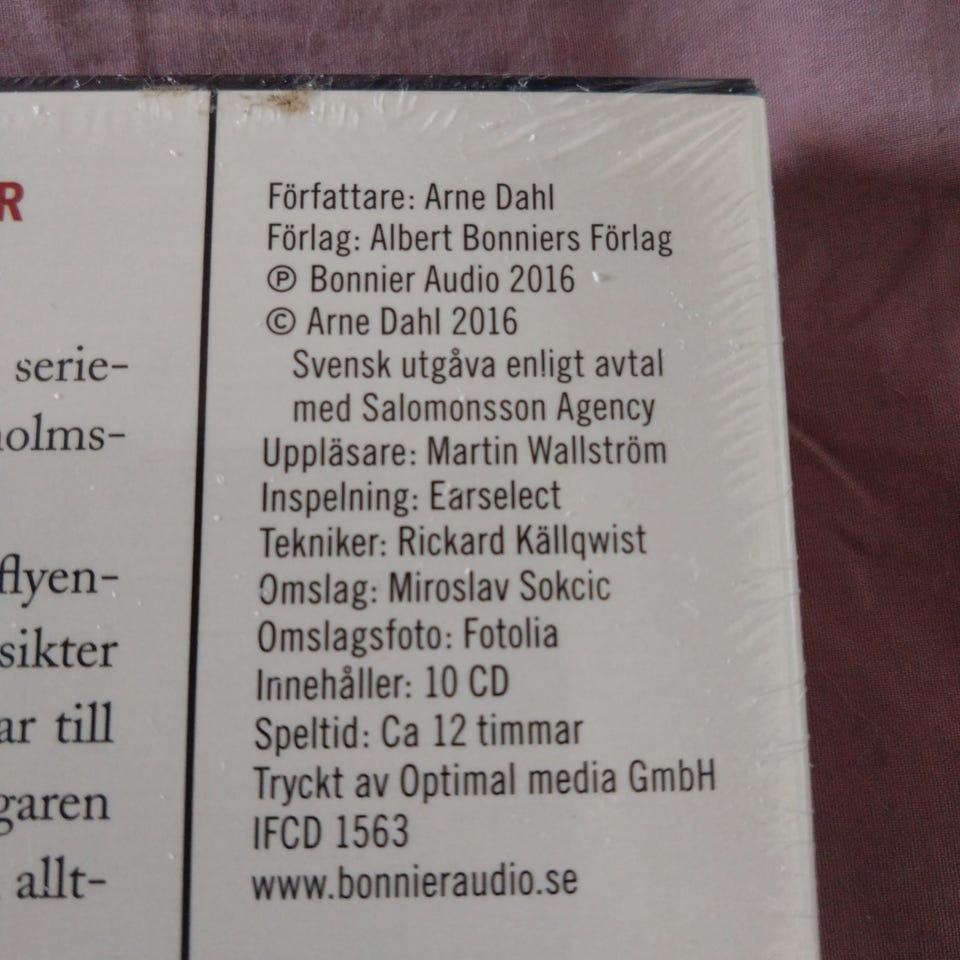 R
serie-
holms-
flyen-
sikter
ar till
garen
allt-
Författare: Arne Dahl
Förlag: Albert Bonniers Förlag
℗ Bonnier Audio 2016
© Arne Dahl 2016
Svensk utgåva enligt avtal
med Salomonsson Agency
Uppläsare: Martin Wallström
Inspelning: Earselect
Tekniker: Rickard Källqwist
Omslag: Miroslav Sokcic
Omslagsfoto: Fotolia
Innehåller: 10 CD
Speltid: Ca 12 timmar
Tryckt av Optimal media GmbH
IFCD 1563
www.bonnieraudio.se